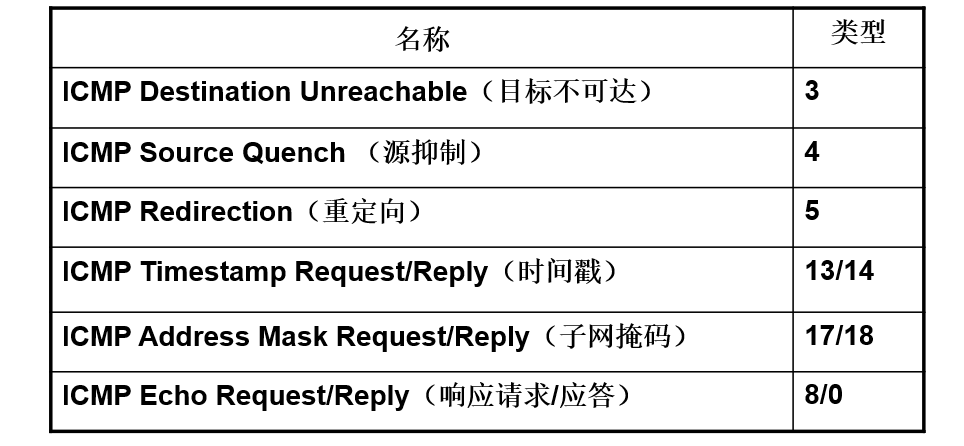 名称 类型
ICMP Destination Unreachable（目标不可达） 3
ICMP Source Quench （源抑制） 4
ICMP Redirection（重定向） 5
ICMP Timestamp Request/Reply（时间戳） 13/14
ICMP Address Mask Request/Reply（子网掩码） 17/18
ICMP Echo Request/Reply（响应请求/应答） 8/0